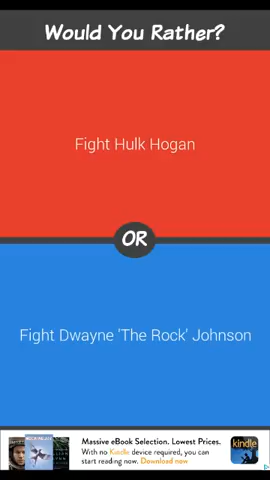 Would You Rather?
Fight Hulk Hogan
OR
Fight Dwayne 'The Rock' Johnson
Massive eBook Selection. Lowest Prices.
With no Kindle device required, you can
start reading now. Download now
kindle